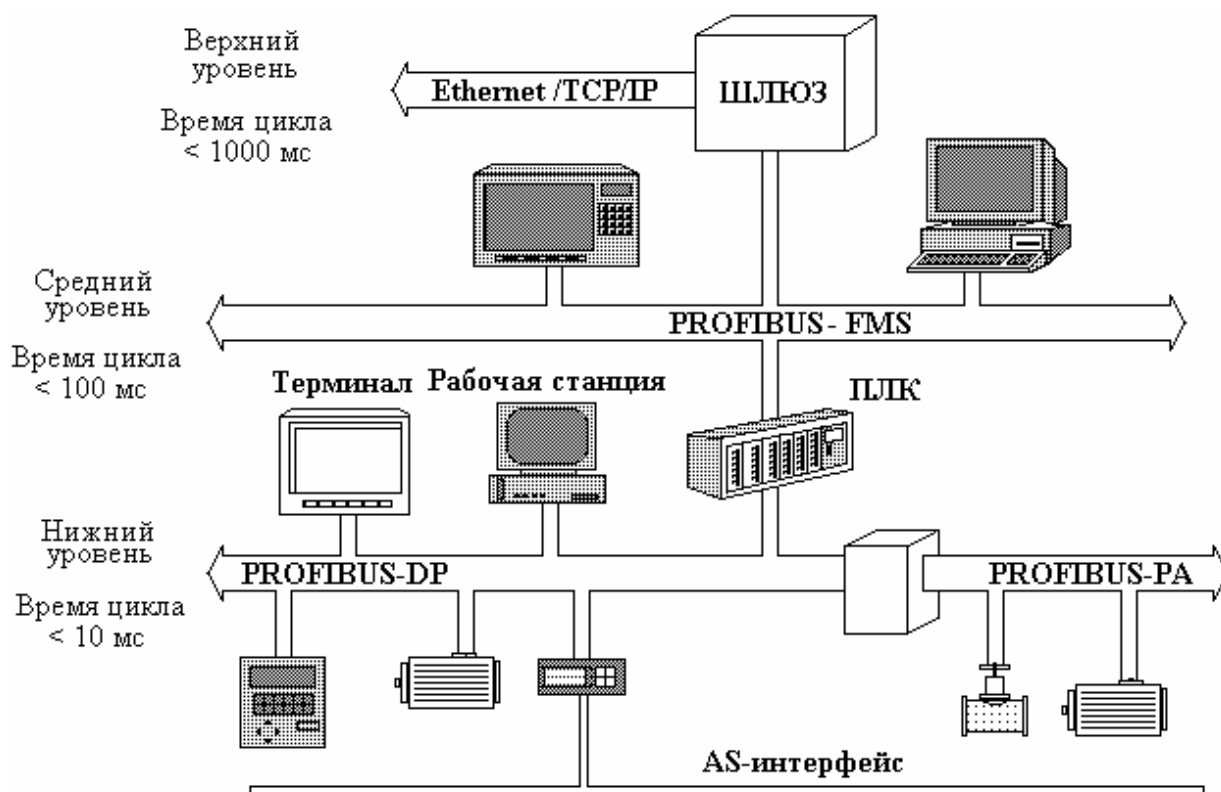 Верхний
уровень
Ethernet /TCP/IP
ШЛЮЗ
Время цикла
< 1000 мс
Средний
уровень
PROFIBUS - FMS
Время цикла
< 100 мс
Терминал
Рабочая станция
ПЛК
Нижний
уровень
PROFIBUS-DP
PROFIBUS-PA
Время цикла
< 10 мс
AS-интерфейс